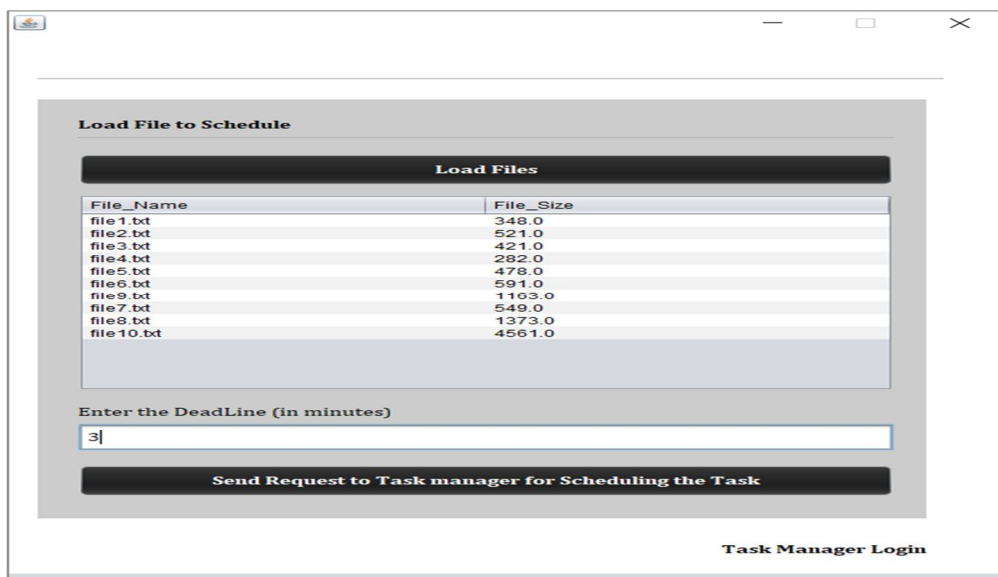 Load File to Schedule
Load Files
File_Name File_Size
file1.txt 348.0
file2.txt 521.0
file3.txt 421.0
file4.txt 282.0
file5.txt 478.0
file6.txt 591.0
file9.txt 1163.0
file7.txt 549.0
file8.txt 1373.0
file10.txt 4561.0
Enter the DeadLine (in minutes)
3
Send Request to Task manager for Scheduling the Task
Task Manager Login